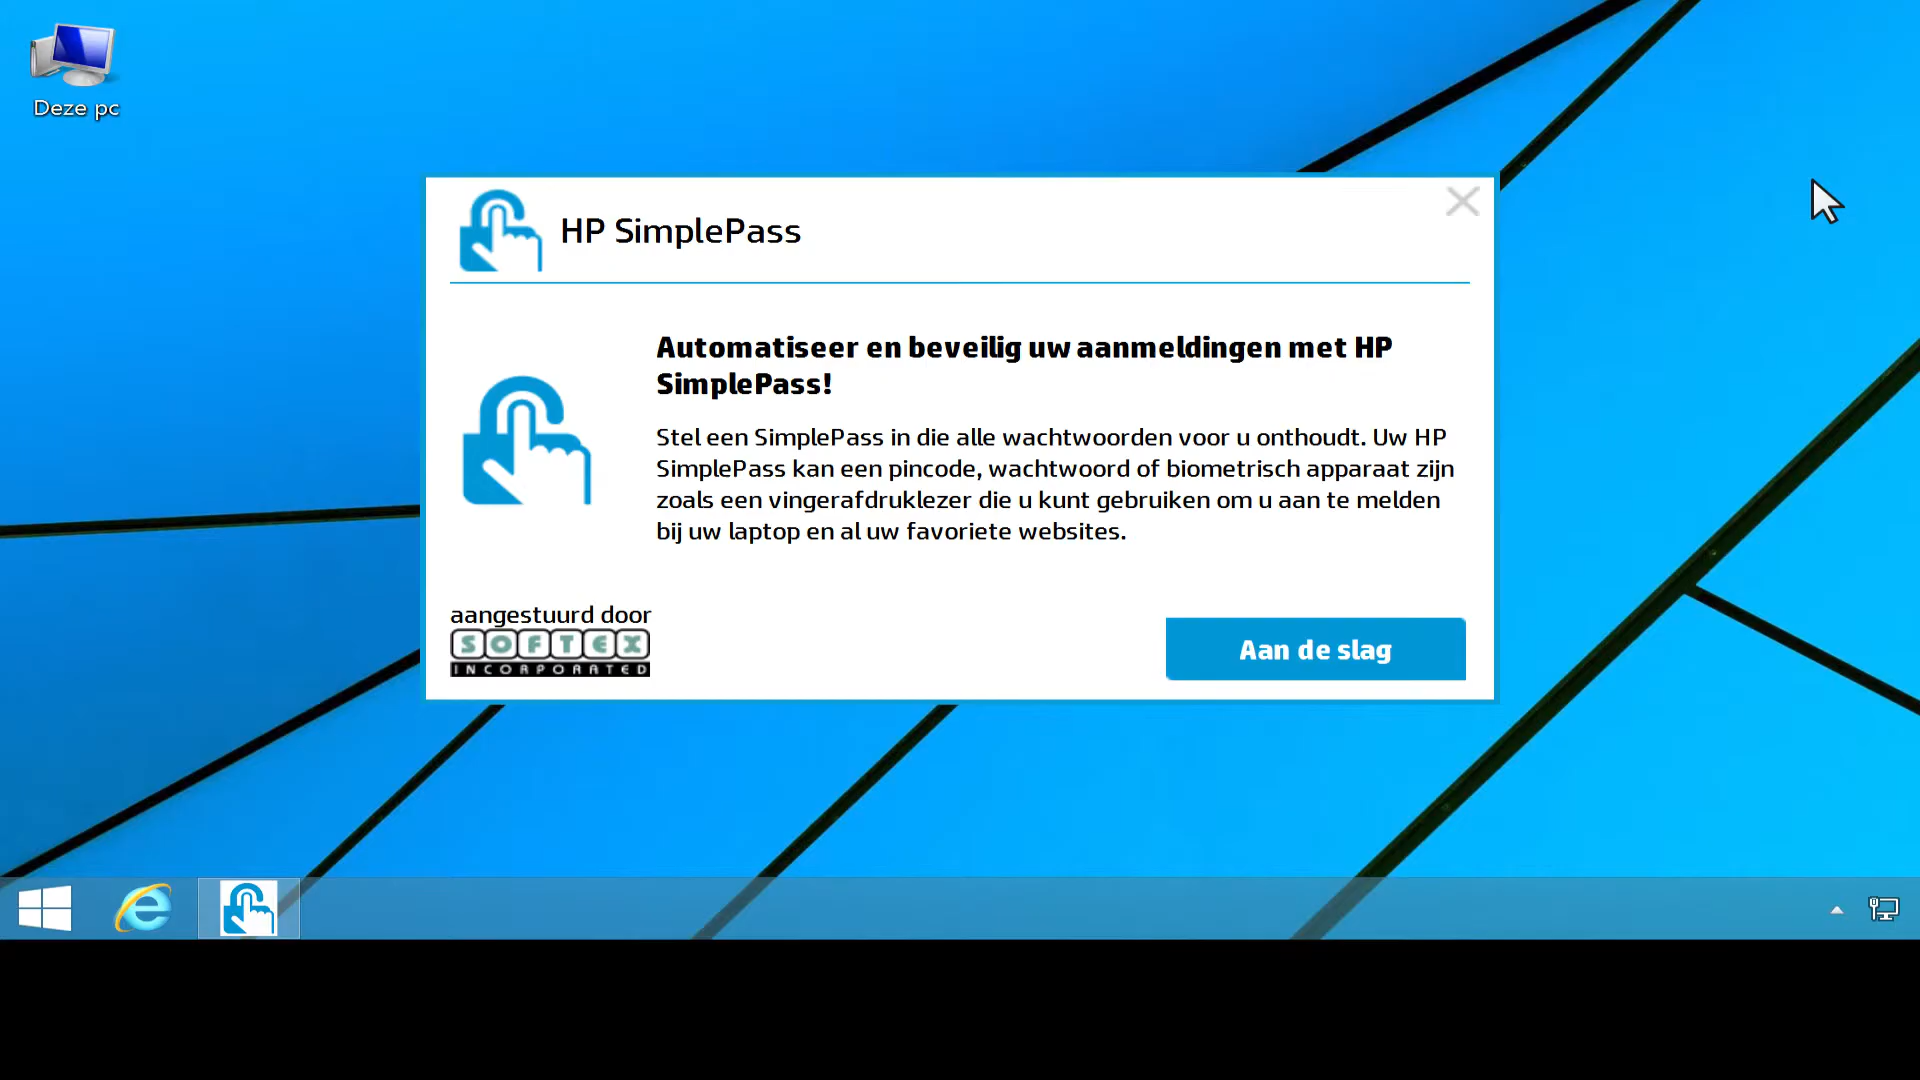 Deze pc
HP SimplePass
Automatiseer en beveilig uw aanmeldingen met HP
SimplePass!
Stel een SimplePass in die alle wachtwoorden voor u onthoudt. Uw HP
SimplePass kan een pincode, wachtwoord of biometrisch apparaat zijn
zoals een vingerafdruklezer die u kunt gebruiken om u aan te melden
bij uw laptop en al uw favoriete websites.
aangestuurd door
SOFTEX
INCORPORATED
Aan de slag